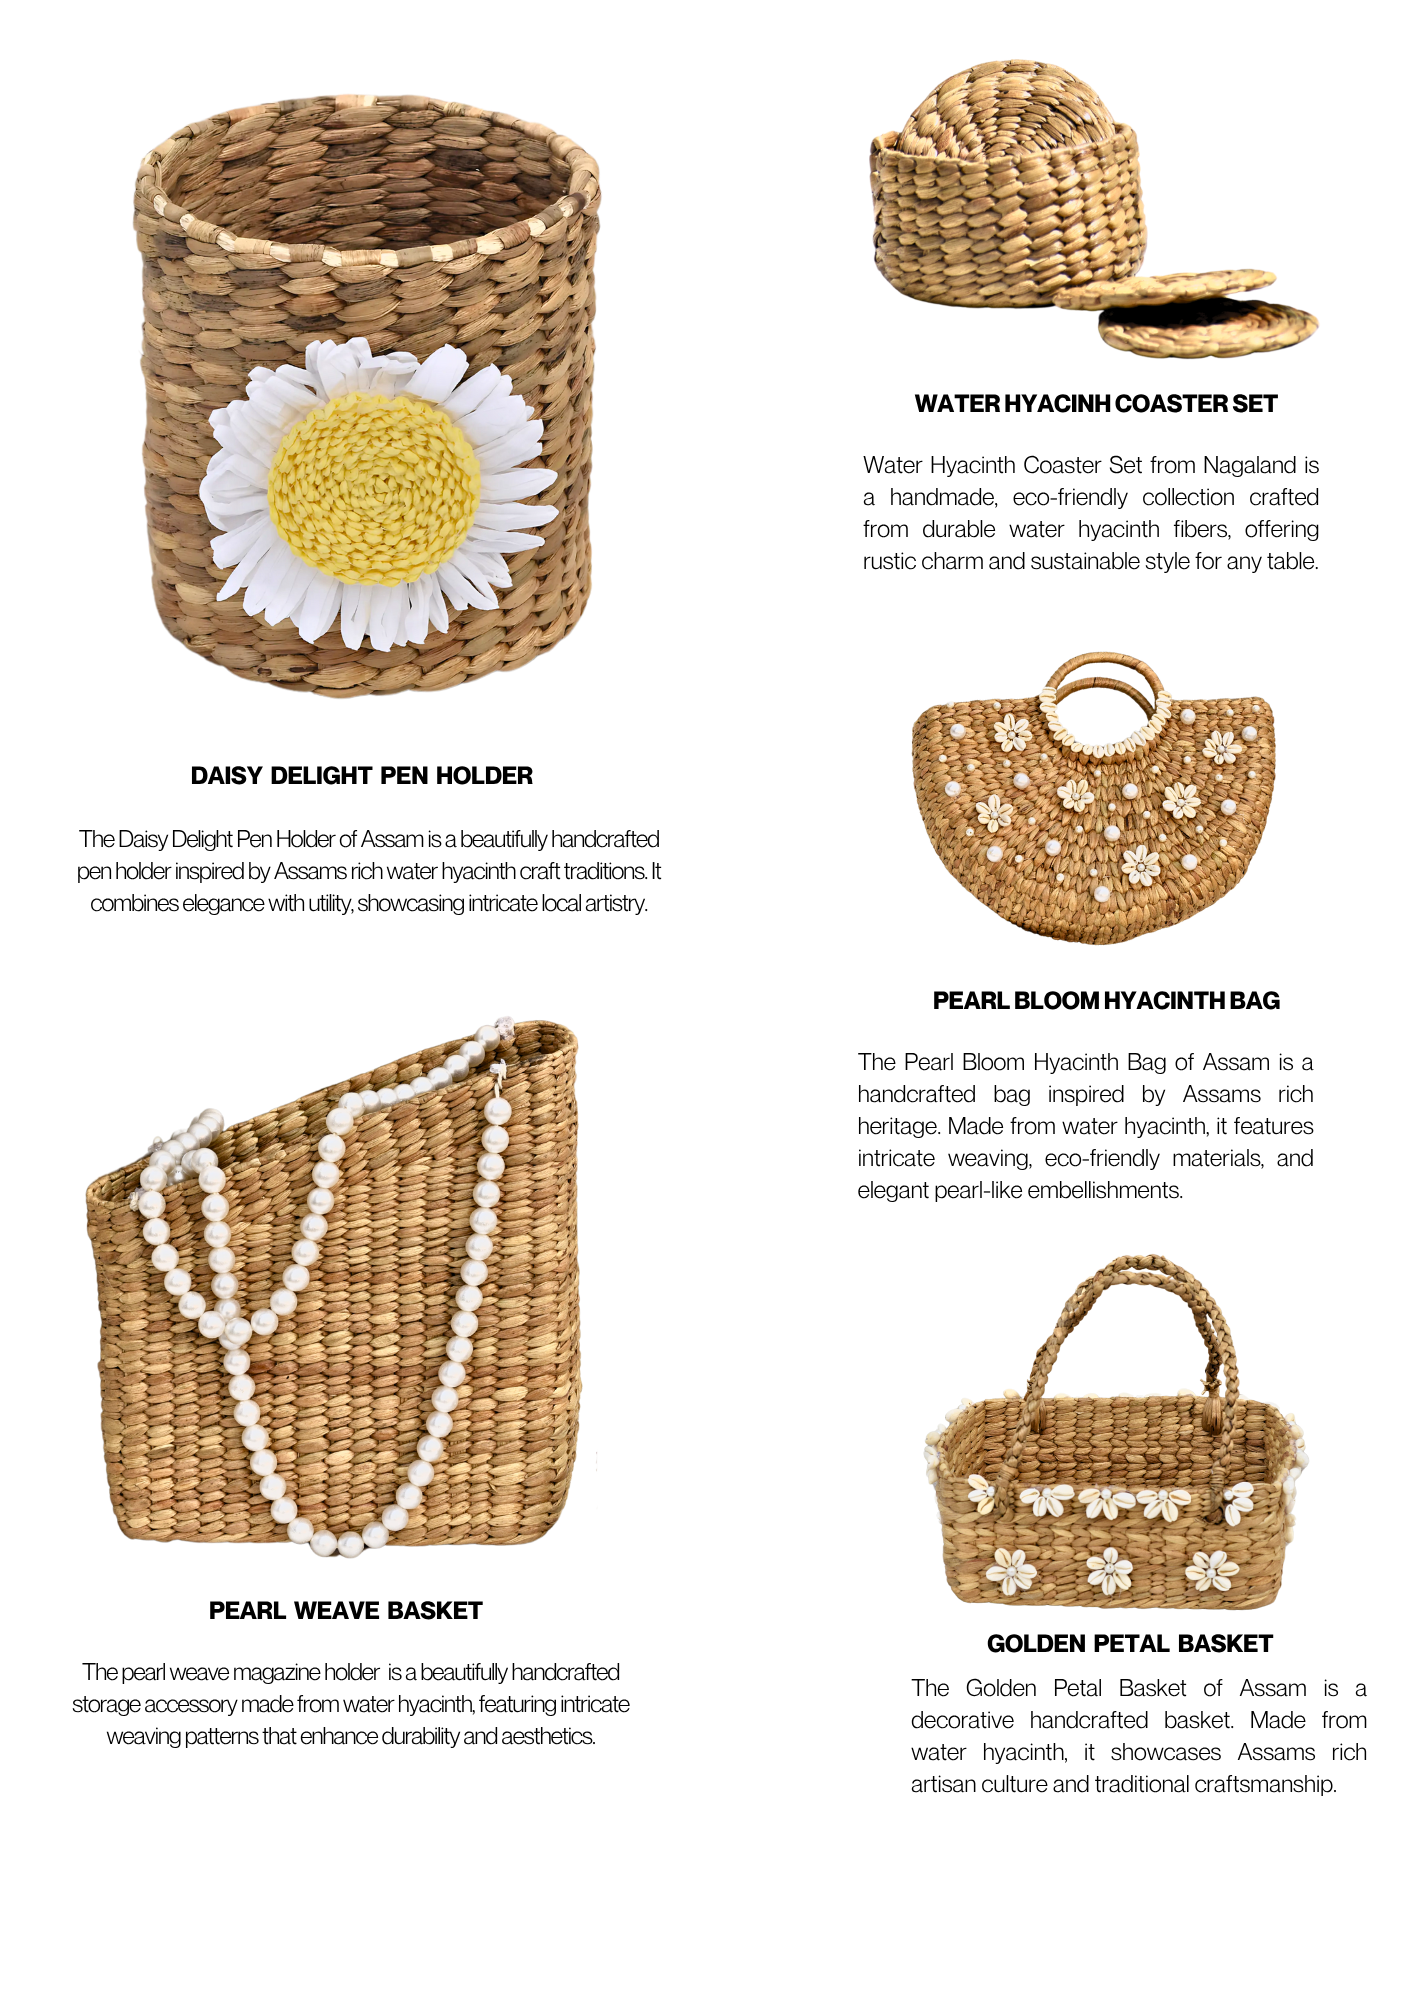 DAISY DELIGHT PEN HOLDER
The Daisy Delight Pen Holder of Assam is a beautifully handcrafted
pen holder inspired by Assams rich water hyacinth craft traditions. It
combines elegance with utility, showcasing intricate local artistry.
PEARL WEAVE BASKET
The pearl weave magazine holder is a beautifully handcrafted
storage accessory made from water hyacinth, featuring intricate
weaving patterns that enhance durability and aesthetics.
WATER HYACINH COASTER SET
Water Hyacinth Coaster Set from Nagaland is
a handmade, eco-friendly collection crafted
from durable water hyacinth fibers, offering
rustic charm and sustainable style for any table.
PEARL BLOOM HYACINTH BAG
The Pearl Bloom Hyacinth Bag of Assam is a
handcrafted bag inspired by Assams rich
heritage. Made from water hyacinth, it features
intricate weaving, eco-friendly materials, and
elegant pearl-like embellishments.
GOLDEN PETAL BASKET
The Golden Petal Basket of Assam is a
decorative handcrafted basket. Made from
water hyacinth, it showcases Assams rich
artisan culture and traditional craftsmanship.